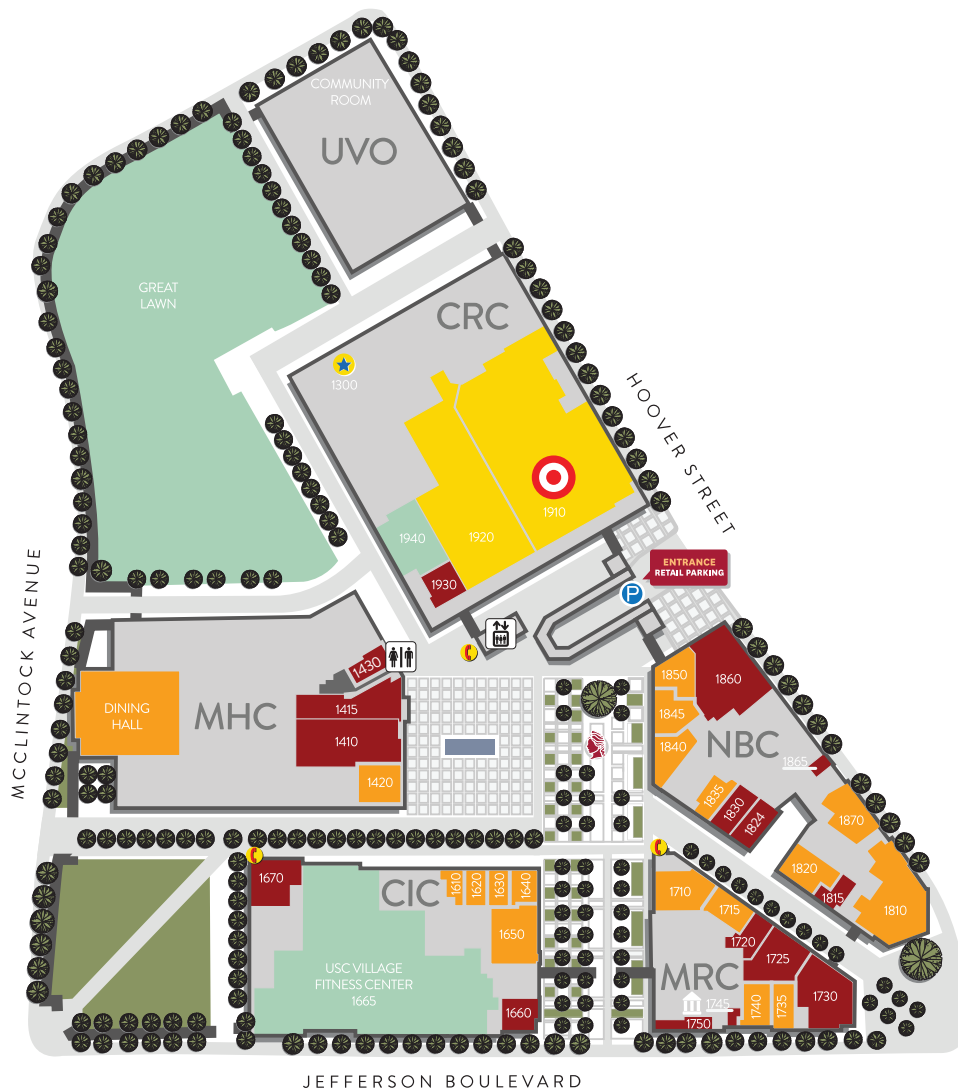 COMMUNITY
ROOM
UVO
GREAT
LAWN
CRC
1300
HOOVER STREET
1910
1920
1940
1930
ENTRANCE
RETAIL PARKING
P
MCCLINTOCK AVENUE
1430
1415
DINING
HALL
MHC
1410
1420
1850
1860
1845
1840
NBC
1865
1835
1830
1824
1870
1820
1815
1810
1670
CIC
1610
1620
1630
1640
1650
USC VILLAGE
FITNESS CENTER
1665
1660
1710
1715
1720
1725
MRC
1730
1745
1740
1735
1750
JEFFERSON BOULEVARD